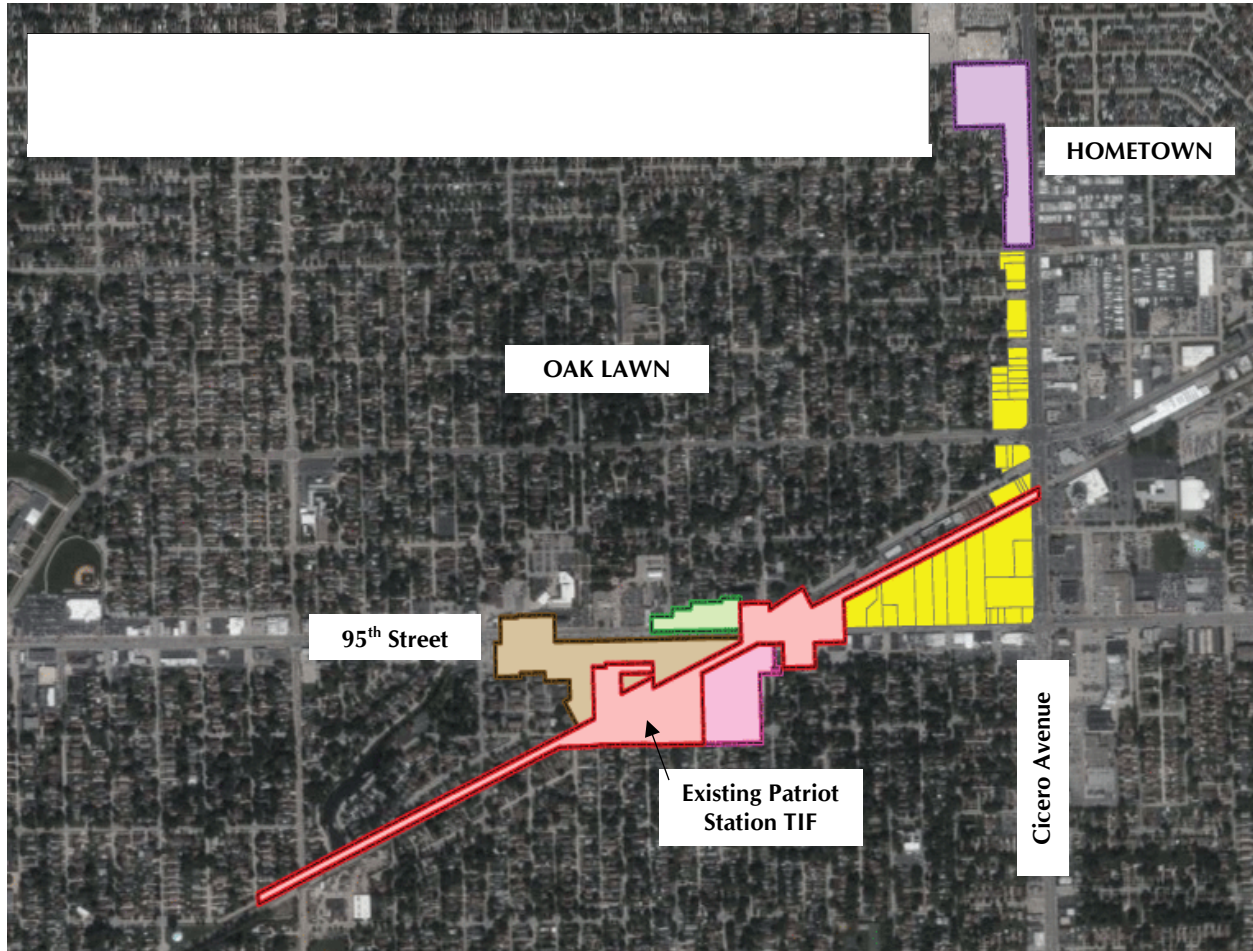 HOMETOWN
OAK LAWN
95th Street
Existing Patriot
Station TIF
Cicero Avenue